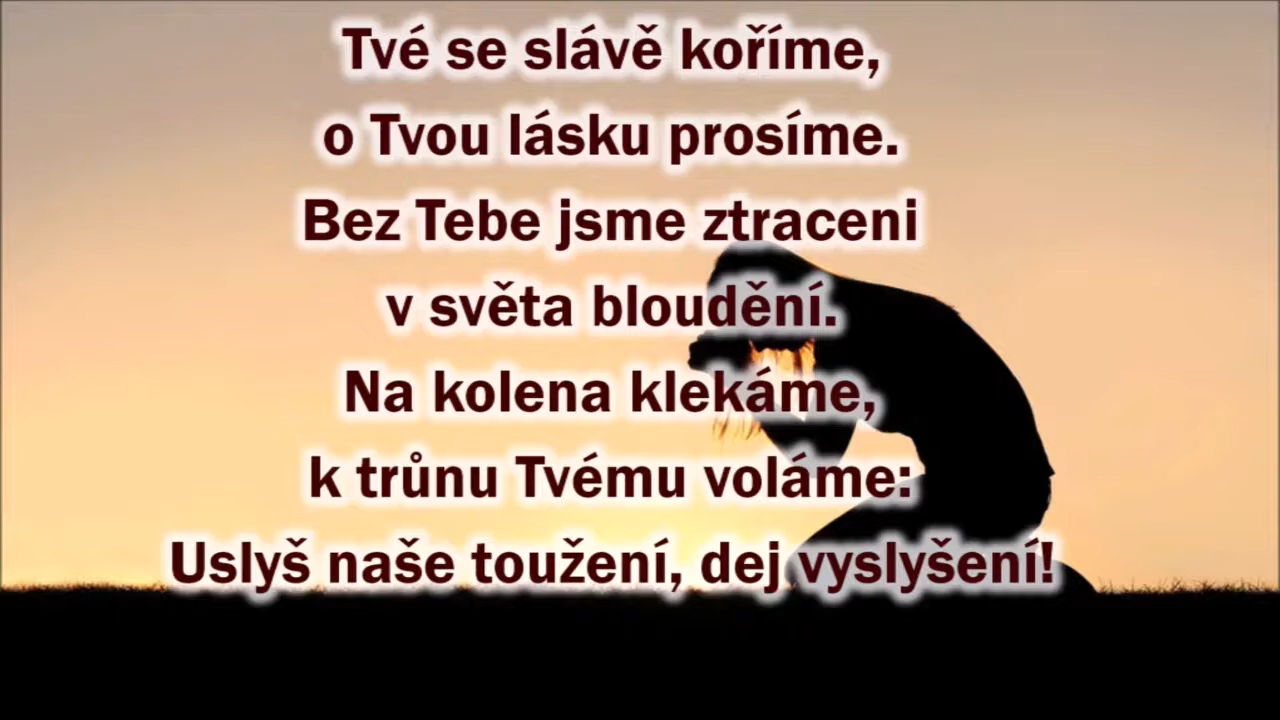 Tvé se slávě koříme,
o Tvou lásku prosíme.
Bez Tebe jsme ztraceni
v světa bloudění.
Na kolena klekáme,
k trůnu Tvému voláme:
Uslyš naše toužení, dej vyslyšení!